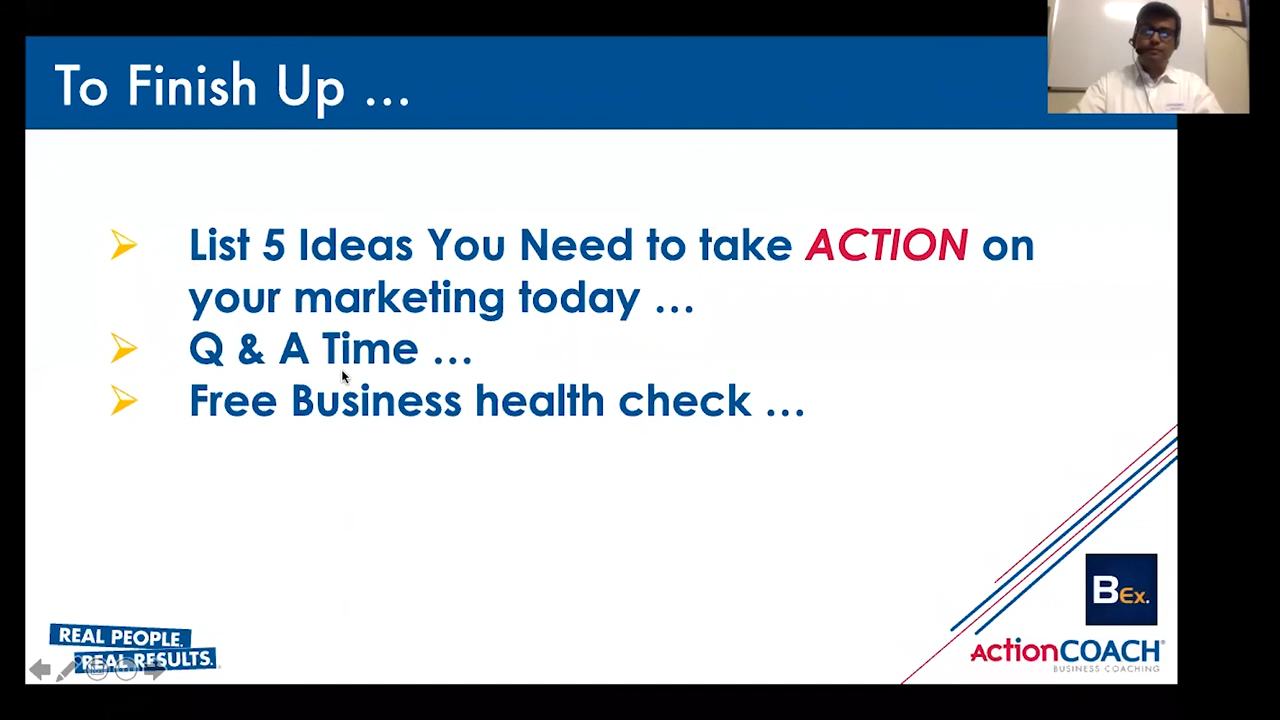 To Finish Up ...
List 5 Ideas You Need to take ACTION on
your marketing today ...
Q & A Time ...
Free Business health check ...
BEx.
REAL PEOPLE.
REAL RESULTS.
ActionCOACH®
BUSINESS COACHING